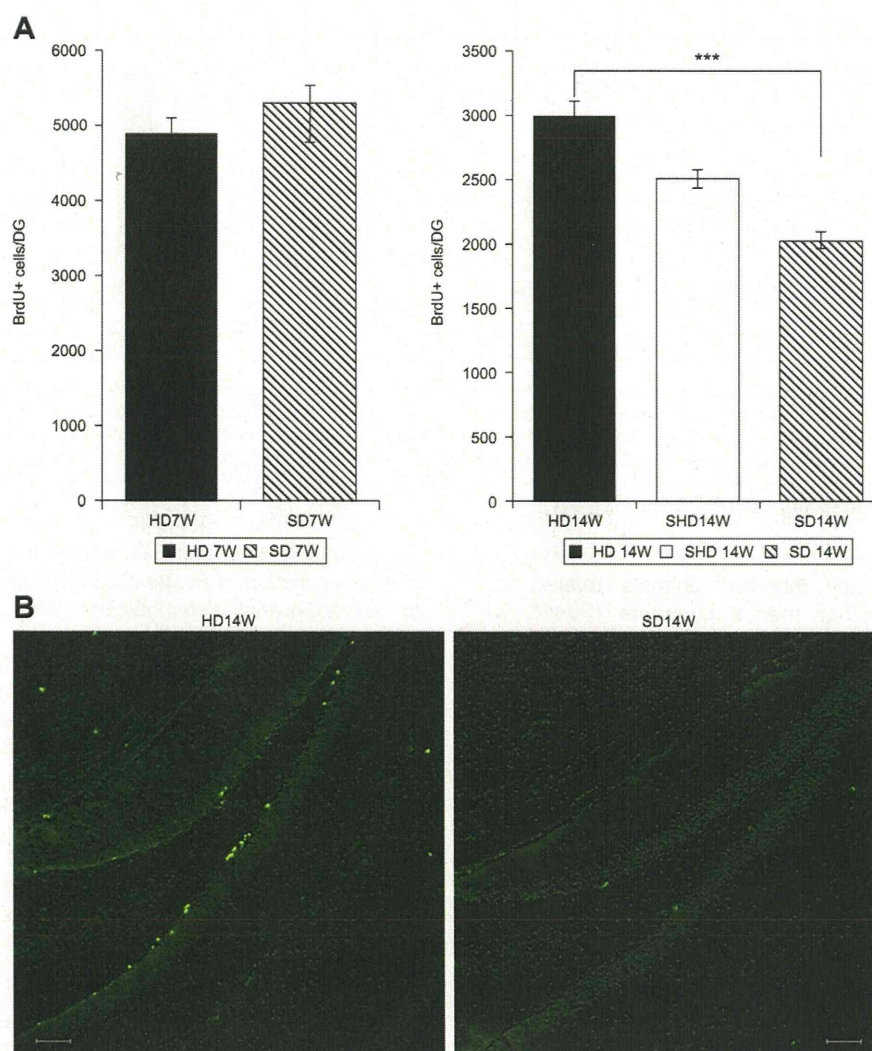 A
6000
5000
4000
3000
2000
1000
0
BrdU+ cells/DG
HD7W
SD7W
HD 7W
SD 7W
3500
3000
2500
2000
1500
1000
500
0
BrdU+ cells/DG
***
HD14W
SHD14W
SD14W
HD 14W
SHD 14W
SD 14W
B
HD14W
SD14W